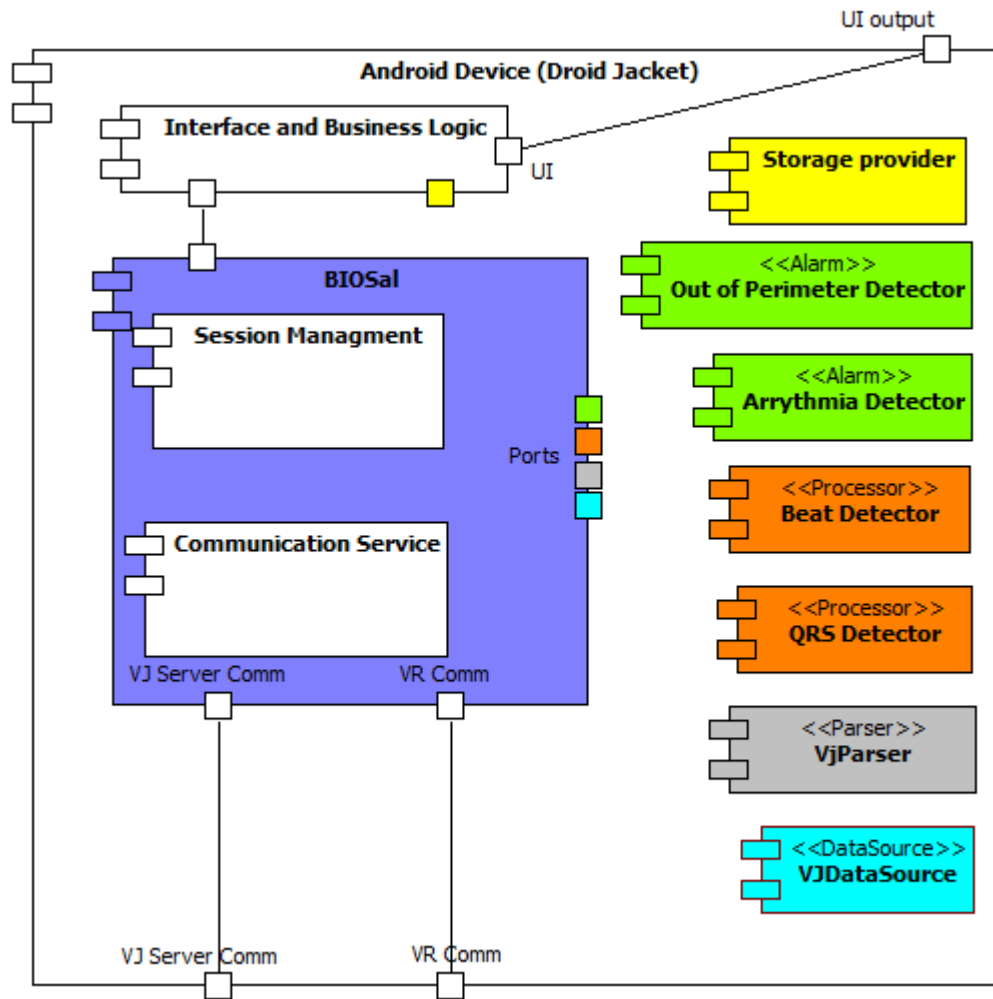 UI output
Android Device (Droid Jacket)
Interface and Business Logic
UI
Storage provider
<<Alarm>>
Out of Perimeter Detector
BIOSal
Session Managment
<<Alarm>>
Arrythmia Detector
Ports
<<Processor>>
Beat Detector
Communication Service
<<Processor>>
QRS Detector
VJ Server Comm
VR Comm
<<Parser>>
VjParser
<<DataSource>>
VJDataSource
VJ Server Comm
VR Comm